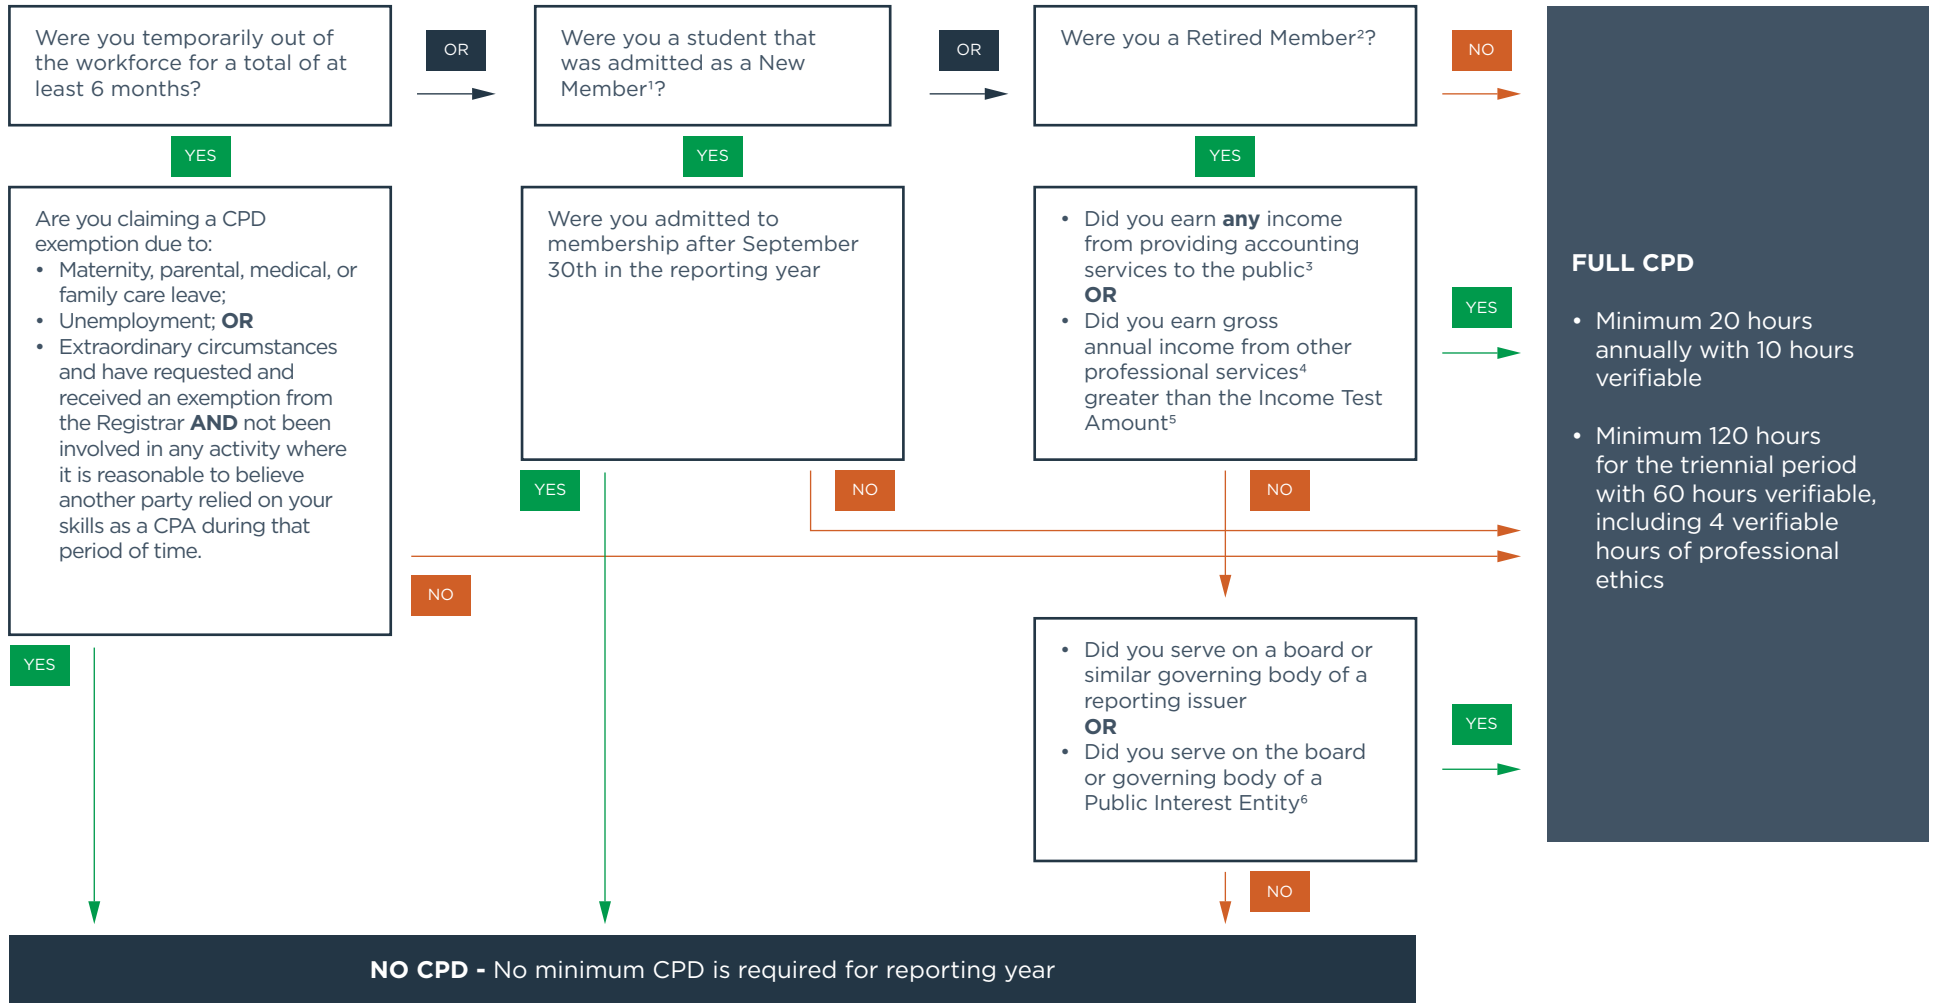 Were you temporarily out of
the workforce for a total of at
least 6 months?
OR
Were you a student that
was admitted as a New
Member¹?
OR
Were you a Retired Member²?
NO
YES
YES
YES
Are you claiming a CPD
exemption due to:
• Maternity, parental, medical, or
family care leave;
• Unemployment; OR
• Extraordinary circumstances
and have requested and
received an exemption from
the Registrar AND not been
involved in any activity where
it is reasonable to believe
another party relied on your
skills as a CPA during that
period of time.
Were you admitted to
membership after September
30th in the reporting year
• Did you earn any income
from providing accounting
services to the public³
OR
• Did you earn gross
annual income from other
professional services⁴
greater than the Income Test
Amount⁵
YES
FULL CPD
• Minimum 20 hours
annually with 10 hours
verifiable
• Minimum 120 hours
for the triennial period
with 60 hours verifiable,
including 4 verifiable
hours of professional
ethics
YES
NO
NO
NO
YES
• Did you serve on a board or
similar governing body of a
reporting issuer
OR
• Did you serve on the board
or governing body of a
Public Interest Entity⁶
YES
NO
NO CPD - No minimum CPD is required for reporting year